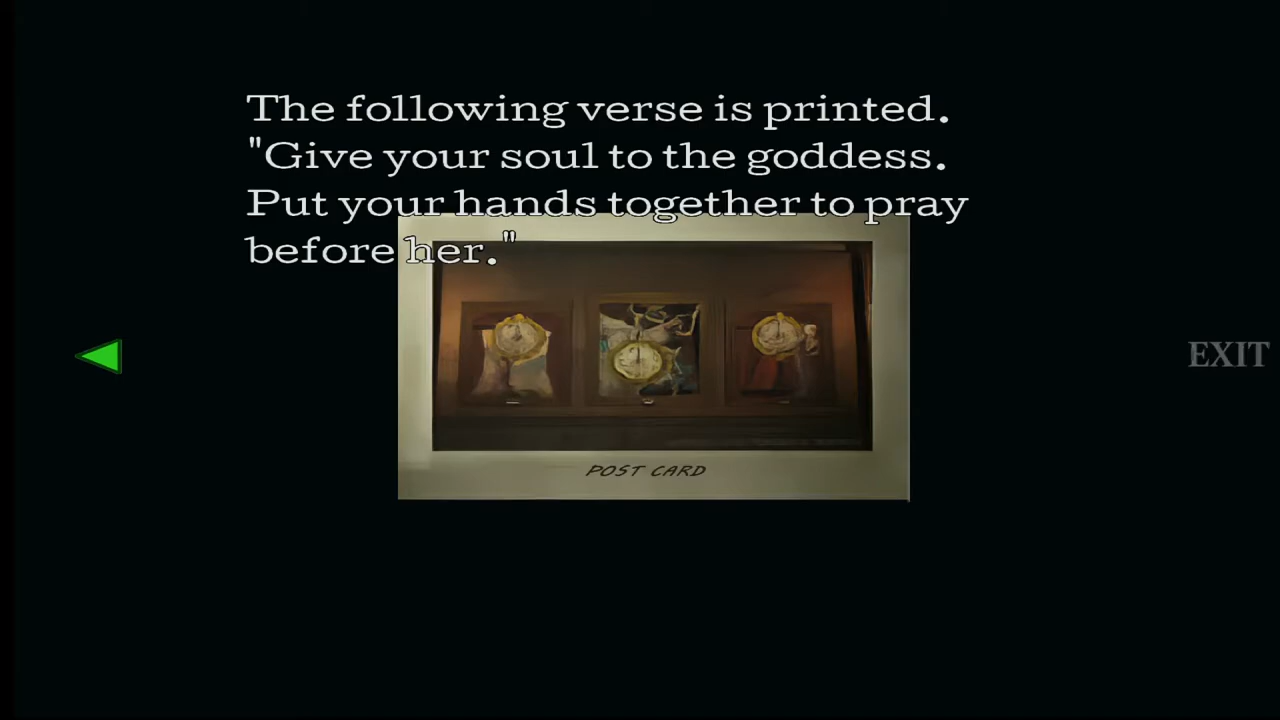 The following verse is printed.
"Give your soul to the goddess.
Put your hands together to pray
before her."
EXIT
POST CARD